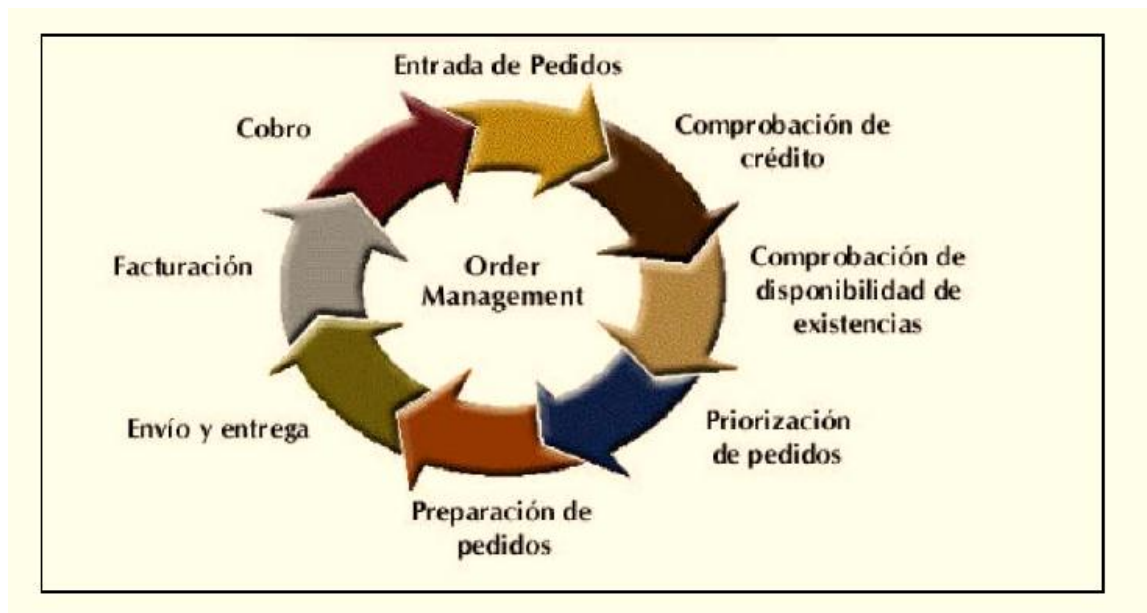 Entrada de Pedidos
Comprobación de
crédito
Comprobación de
disponibilidad de
existencias
Priorización
de pedidos
Preparación de
pedidos
Envío y entrega
Facturación
Cobro
Order
Management